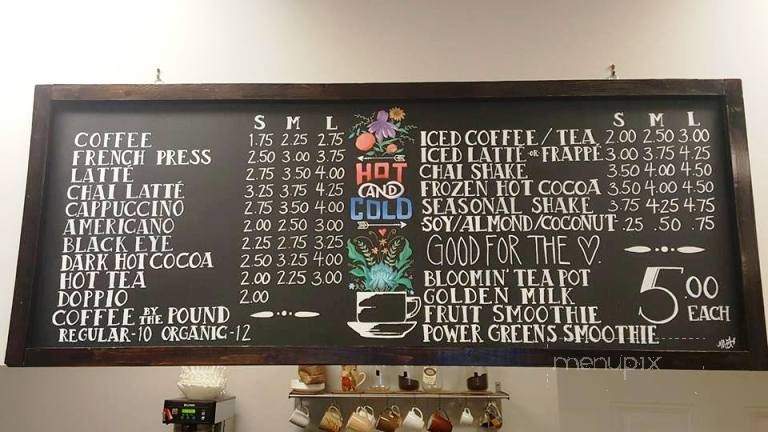 S M L
COFFEE 1.75 2.25 2.75
FRENCH PRESS 2.50 3.00 3.75
LATTÉ 2.75 3.50 4.00
CHAI LATTÉ 3.25 3.75 4.25
CAPPUCCINO 2.75 3.50 4.00
AMERICANO 2.00 2.50 3.00
BLACK EYE 2.25 2.75 3.25
DARK HOT COCOA 2.50 3.25 4.00
HOT TEA 2.00 2.25 3.00
DOPPIO 2.00
COFFEE BY THE POUND
REGULAR-10 ORGANIC-12
HOT
AND
COLD
S M L
ICED COFFEE/TEA 2.00 2.50 3.00
ICED LATTÉ OR FRAPPÉ 3.00 3.75 4.25
CHAI SHAKE 3.50 4.00 4.50
FROZEN HOT COCOA 3.50 4.00 4.50
SEASONAL SHAKE 3.75 4.25 4.75
SOY/ALMOND/COCONUT .25 .50 .75
GOOD FOR THE ♡.
BLOOMIN' TEA POT
GOLDEN MILK
FRUIT SMOOTHIE
POWER GREENS SMOOTHIE
5.00
EACH
menupix